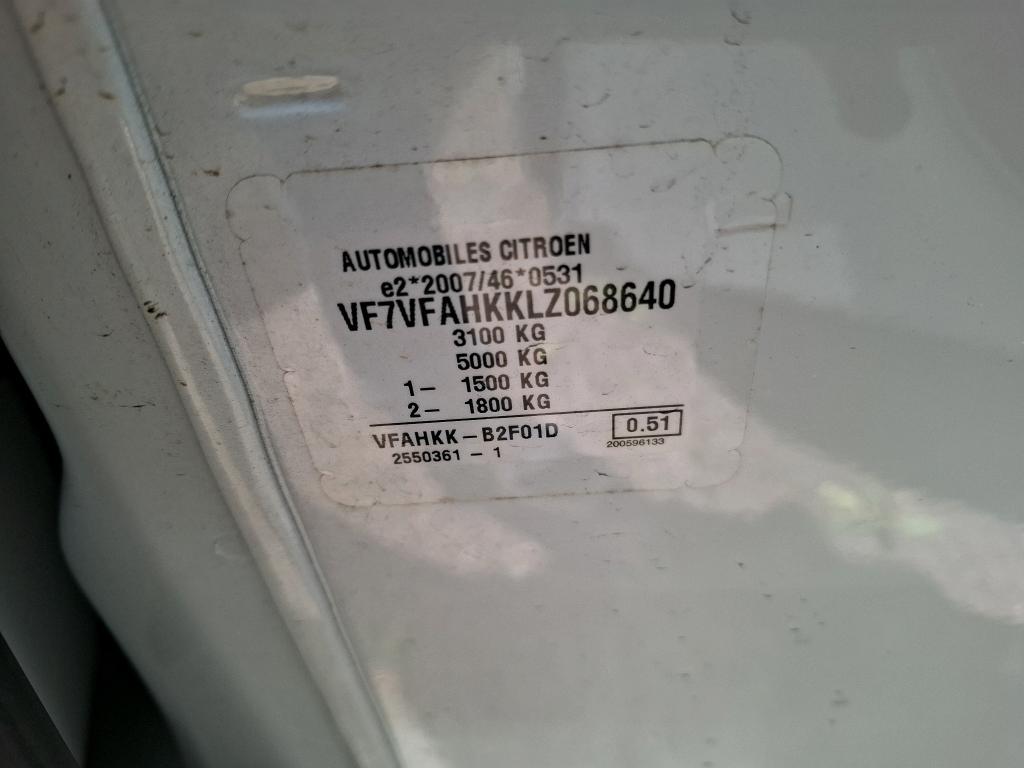 AUTOMOBILES CITROEN
e2*2007/46*0531
VF7VFAHKKLZ068640
3100 KG
5000 KG
1- 1500 KG
2- 1800 KG
VFAHKK-B2F01D
0.51
2550361 - 1
200596133